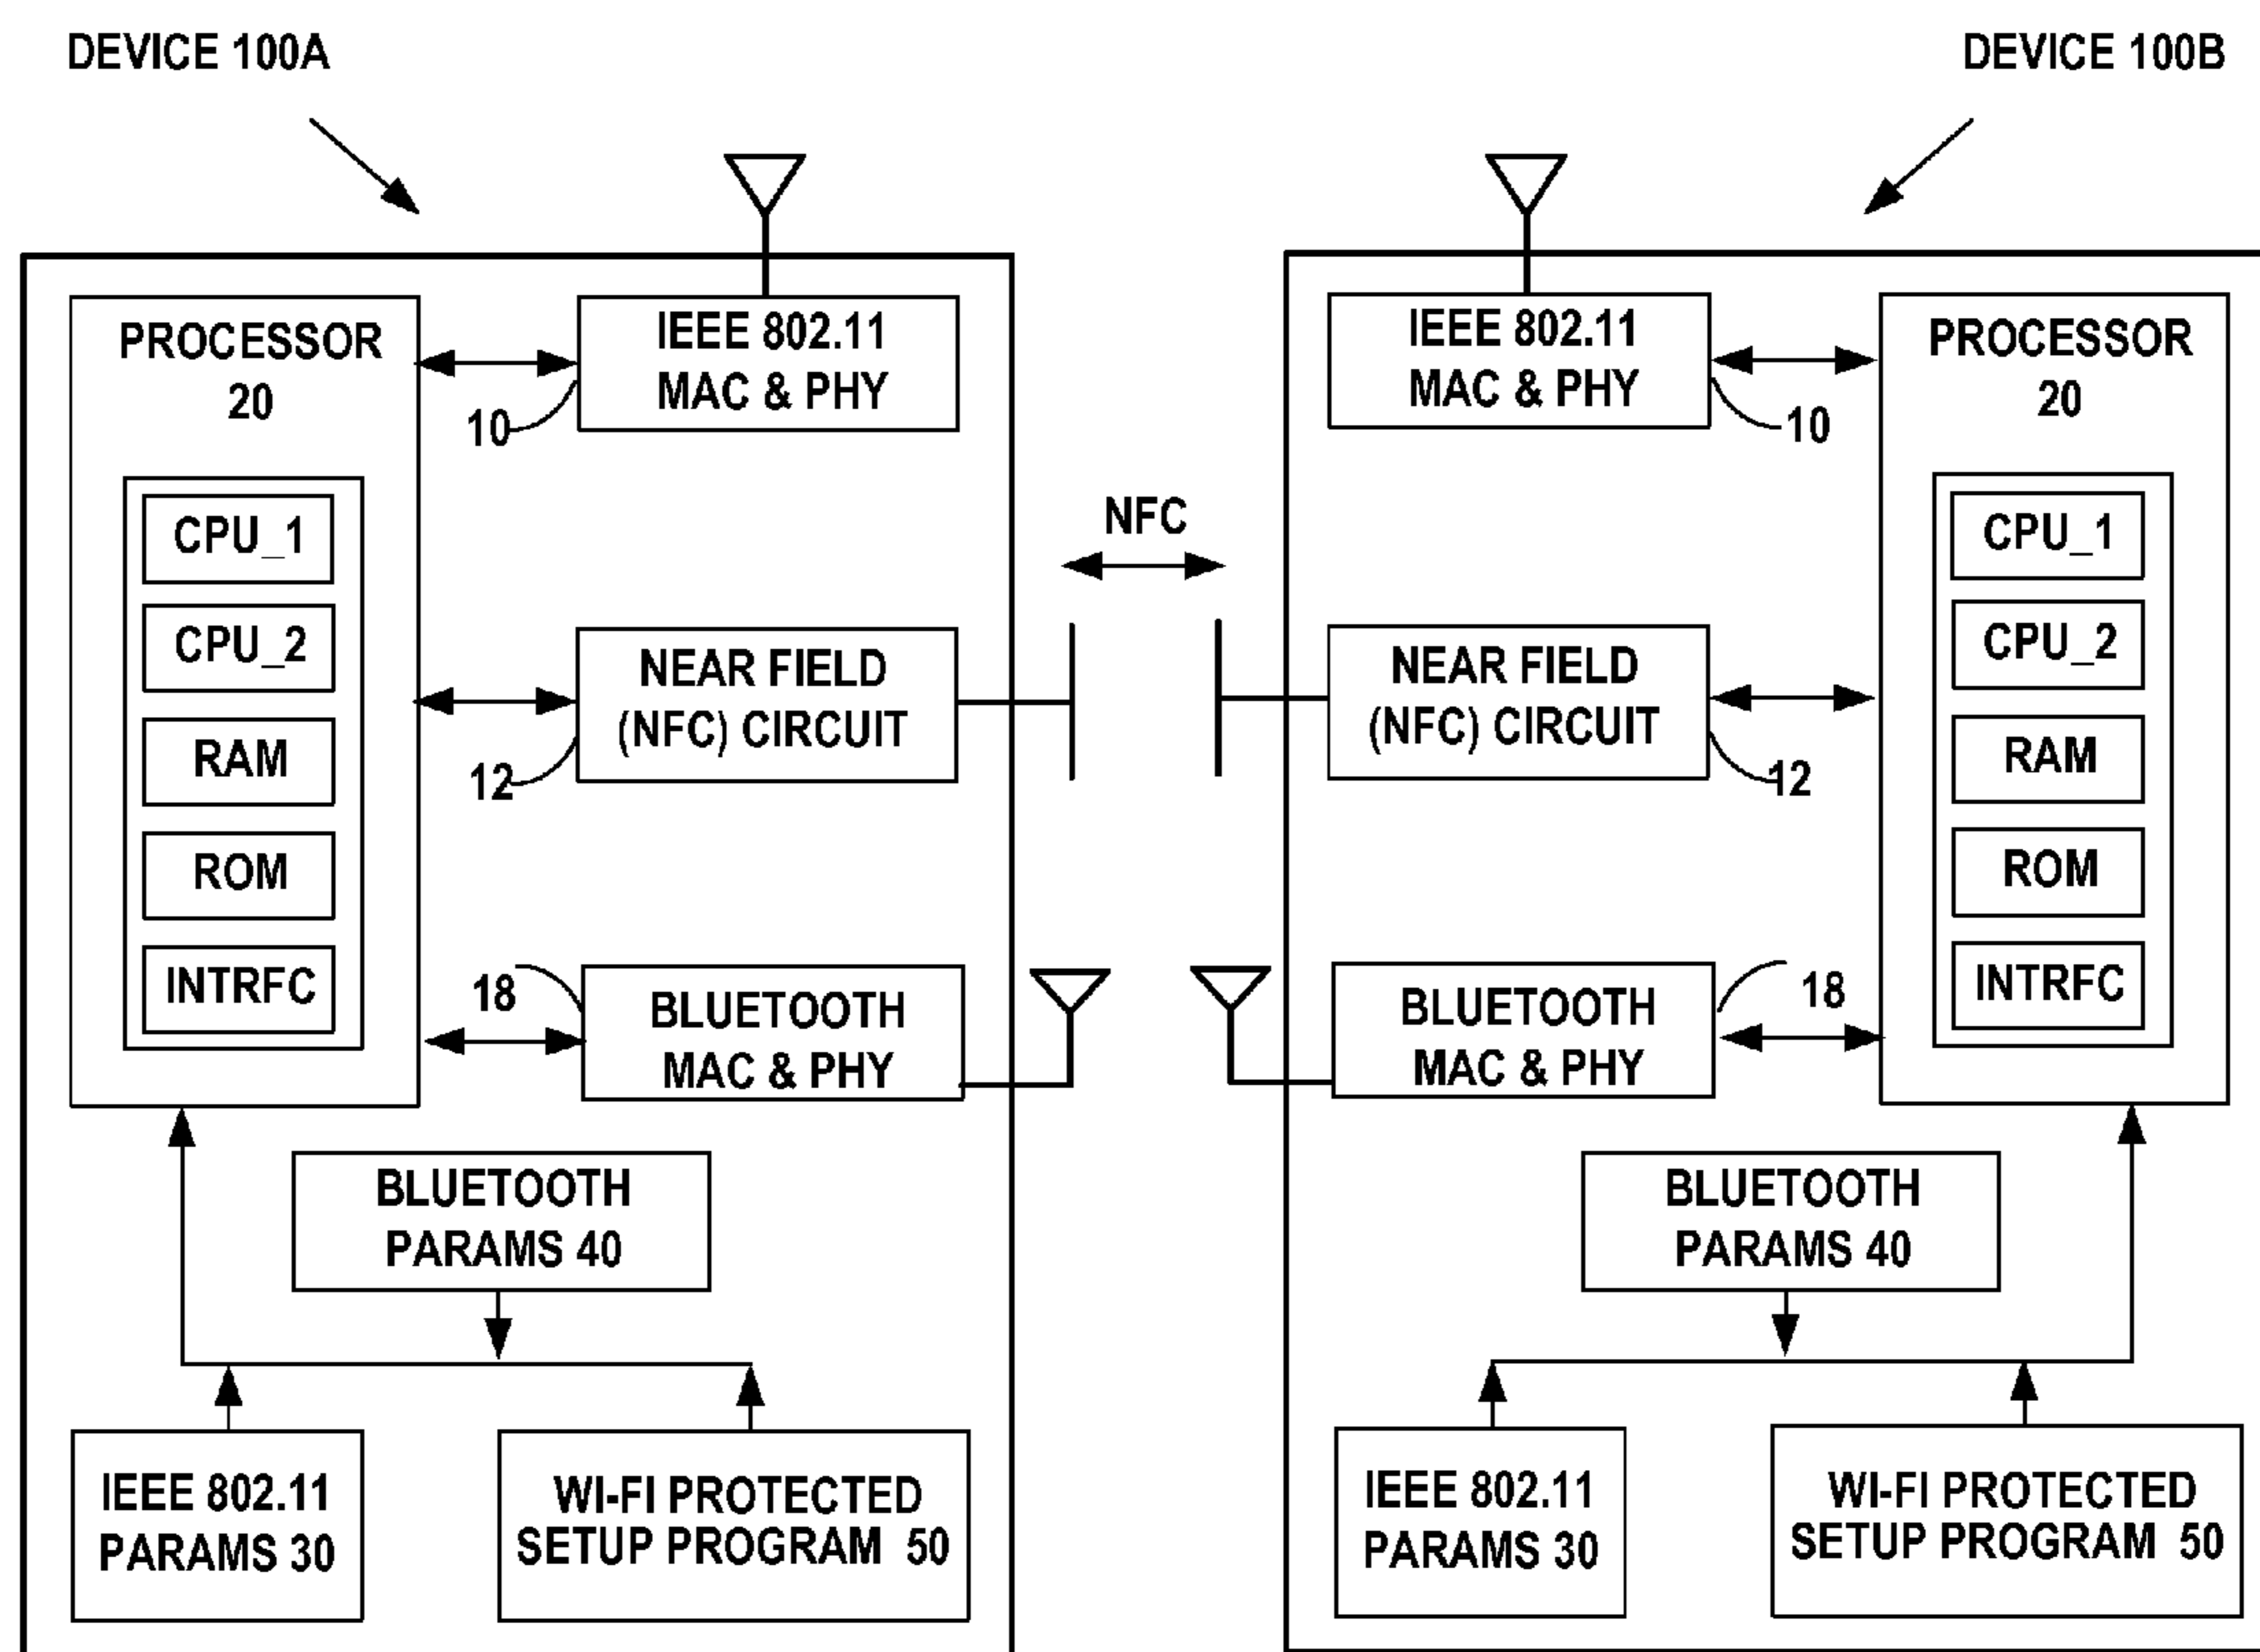 DEVICE 100A
DEVICE 100B
PROCESSOR
20
IEEE 802.11
MAC & PHY
10
CPU_1
CPU_2
RAM
ROM
INTRFC
NEAR FIELD
(NFC) CIRCUIT
12
18
BLUETOOTH
MAC & PHY
BLUETOOTH
PARAMS 40
IEEE 802.11
PARAMS 30
WI-FI PROTECTED
SETUP PROGRAM 50
NFC
IEEE 802.11
MAC & PHY
10
PROCESSOR
20
CPU_1
CPU_2
RAM
ROM
INTRFC
NEAR FIELD
(NFC) CIRCUIT
12
BLUETOOTH
MAC & PHY
18
BLUETOOTH
PARAMS 40
IEEE 802.11
PARAMS 30
WI-FI PROTECTED
SETUP PROGRAM 50